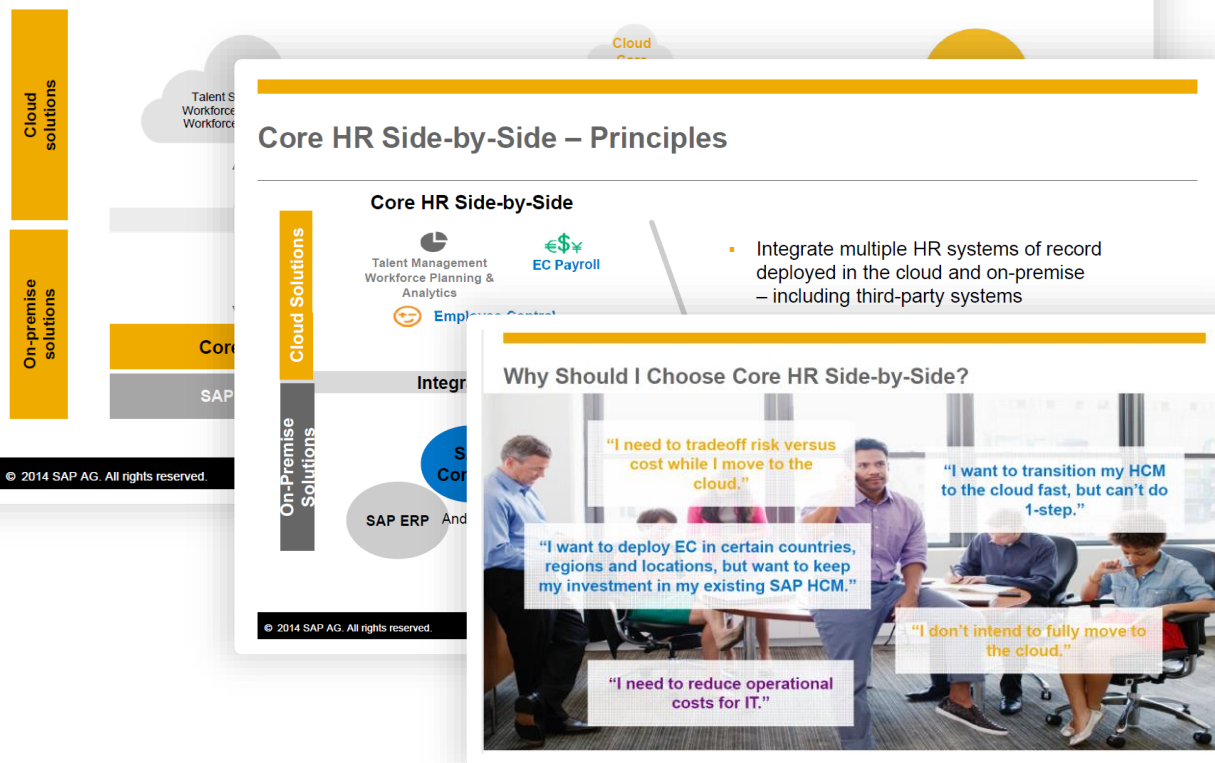 Cloud
solutions
On-premise
solutions
Talent
Workforce
Workforce
Cloud
Core
SAP
© 2014 SAP AG. All rights reserved.
Core HR Side-by-Side – Principles
Core HR Side-by-Side
Cloud Solutions
On-Premise
Solutions
Talent Management
Workforce Planning &
Analytics
€$¥
EC Payroll
Employee Central
SAP ERP
And
Integrate multiple HR systems of record
deployed in the cloud and on-premise
– including third-party systems
© 2014 SAP AG. All rights reserved.
Why Should I Choose Core HR Side-by-Side?
“I need to tradeoff risk versus
cost while I move to the
cloud.”
“I want to transition my HCM
to the cloud fast, but can’t do
1-step.”
“I want to deploy EC in certain countries,
regions and locations, but want to keep
my investment in my existing SAP HCM.”
“I don’t intend to fully move to
the cloud.”
“I need to reduce operational
costs for IT.”